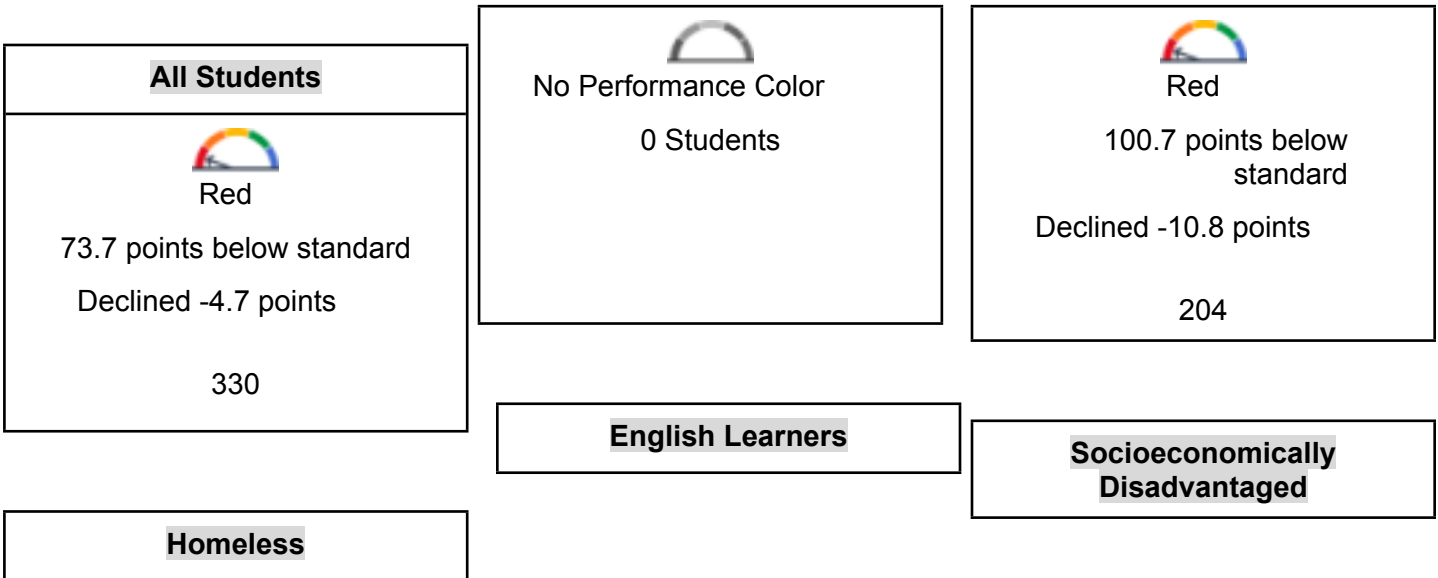 All Students
Red
73.7 points below standard
Declined -4.7 points
330
No Performance Color
0 Students
Red
100.7 points below
standard
Declined -10.8 points
204
Homeless
English Learners
Socioeconomically
Disadvantaged